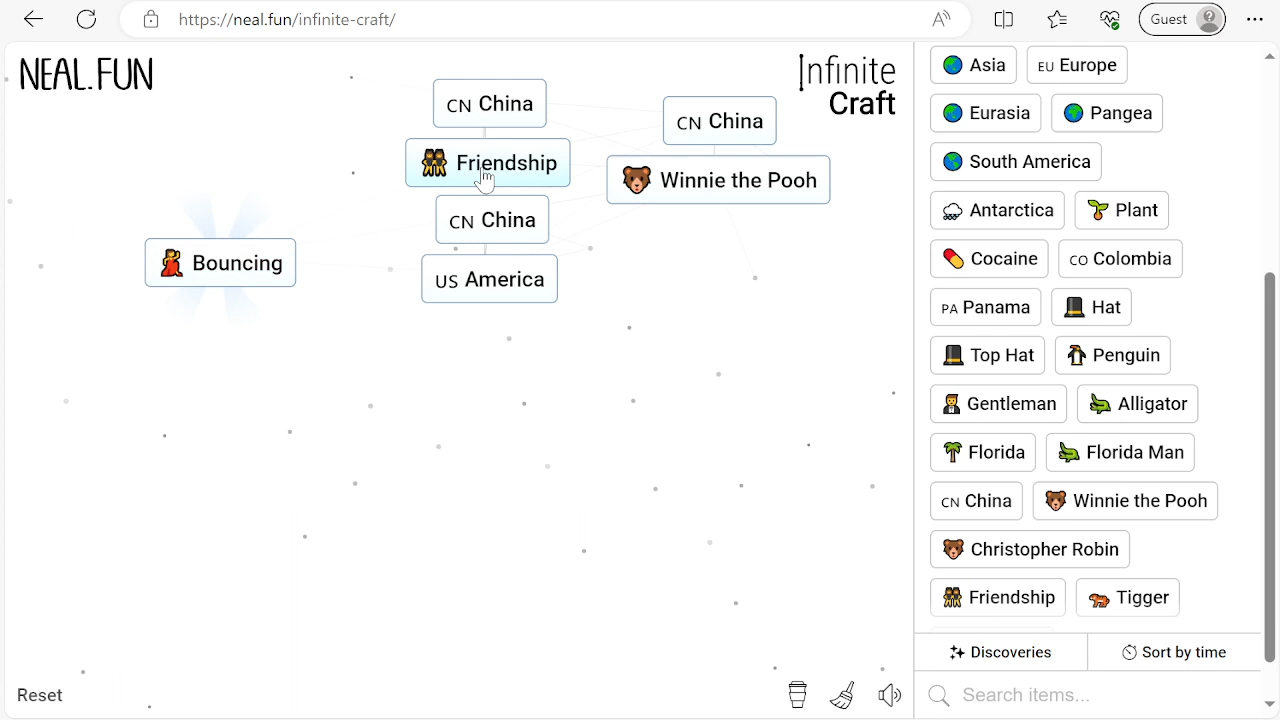 https://neal.fun/infinite-craft/
Guest
NEAL.FUN
Infinite
Craft
CN China
CN China
Friendship
Winnie the Pooh
CN China
Bouncing
US America
Asia
EU Europe
Eurasia
Pangea
South America
Antarctica
Plant
Cocaine
CO Colombia
PA Panama
Hat
Top Hat
Penguin
Gentleman
Alligator
Florida
Florida Man
CN China
Winnie the Pooh
Christopher Robin
Friendship
Tigger
Discoveries
Sort by time
Reset
Search items...